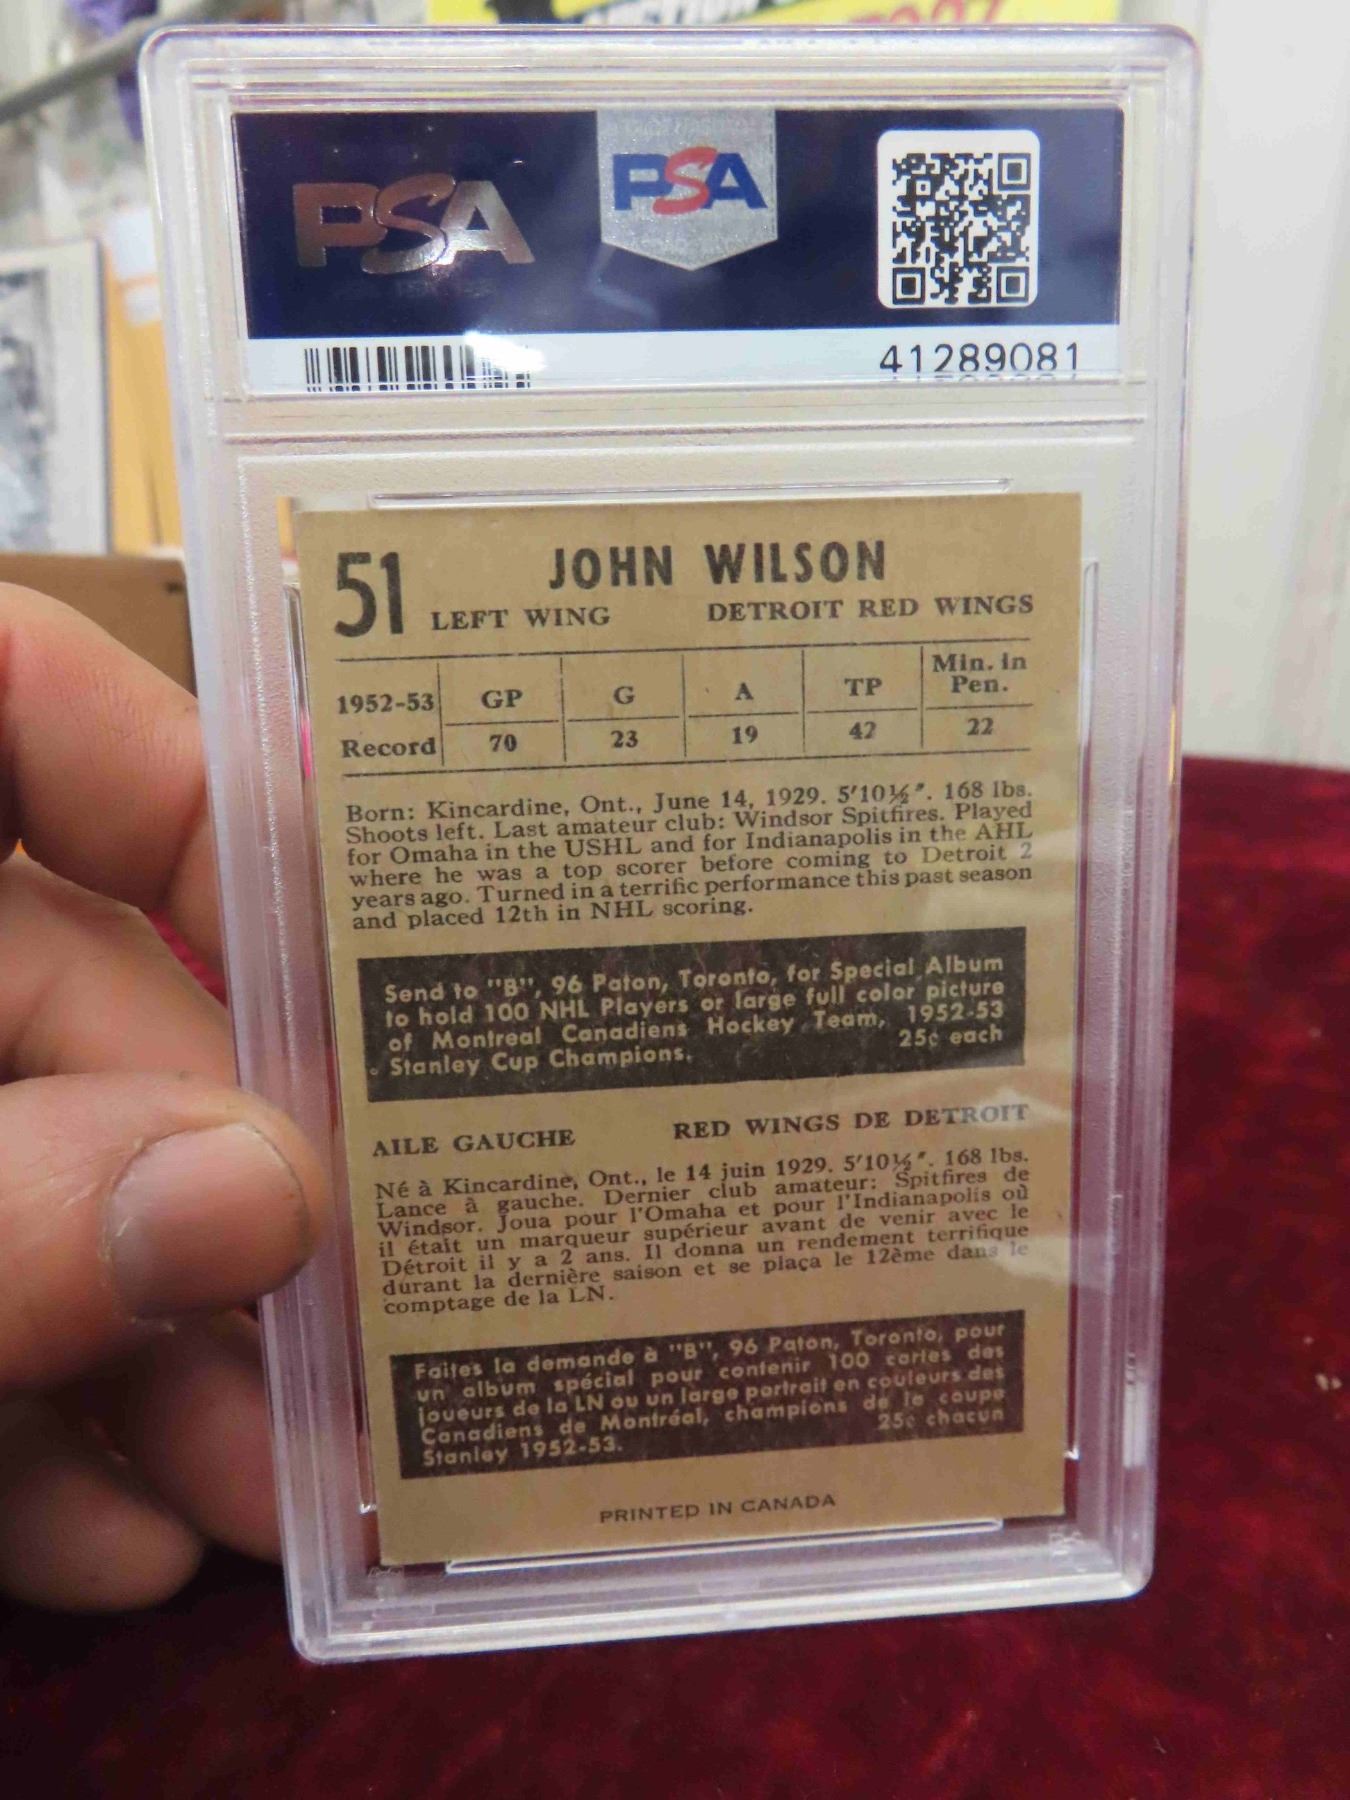 PSA
PSA
41289081
51
JOHN WILSON
LEFT WING DETROIT RED WINGS
1952-53 GP G A TP Min. in Pen.
Record 70 23 19 42 22
Born: Kincardine, Ont., June 14, 1929. 5'10½". 168 lbs.
Shoots left. Last amateur club: Windsor Spitfires. Played
for Omaha in the USHL and for Indianapolis in the AHL
where he was a top scorer before coming to Detroit 2
years ago. Turned in a terrific performance this past season
and placed 12th in NHL scoring.
Send to "B", 96 Paton, Toronto, for Special Album
to hold 100 NHL Players or large full color picture
of Montreal Canadiens Hockey Team, 1952-53
Stanley Cup Champions. 25¢ each
AILE GAUCHE RED WINGS DE DETROIT
Né à Kincardine, Ont., le 14 juin 1929. 5'10½". 168 lbs.
Lance à gauche. Dernier club amateur: Spitfires de
Windsor. Joua pour l'Omaha et pour l'Indianapolis où
il était un marqueur supérieur avant de venir avec le
Détroit il y a 2 ans. Il donna un rendement terrifique
durant la dernière saison et se plaça le 12ème dans le
comptage de la LN.
Faites la demande à "B", 96 Paton, Toronto, pour
un album spécial pour contenir 100 cartes des
joueurs de la LN ou un large portrait en couleurs des
Canadiens de Montréal, champions de la coupe
Stanley 1952-53. 25¢ chacun
PRINTED IN CANADA